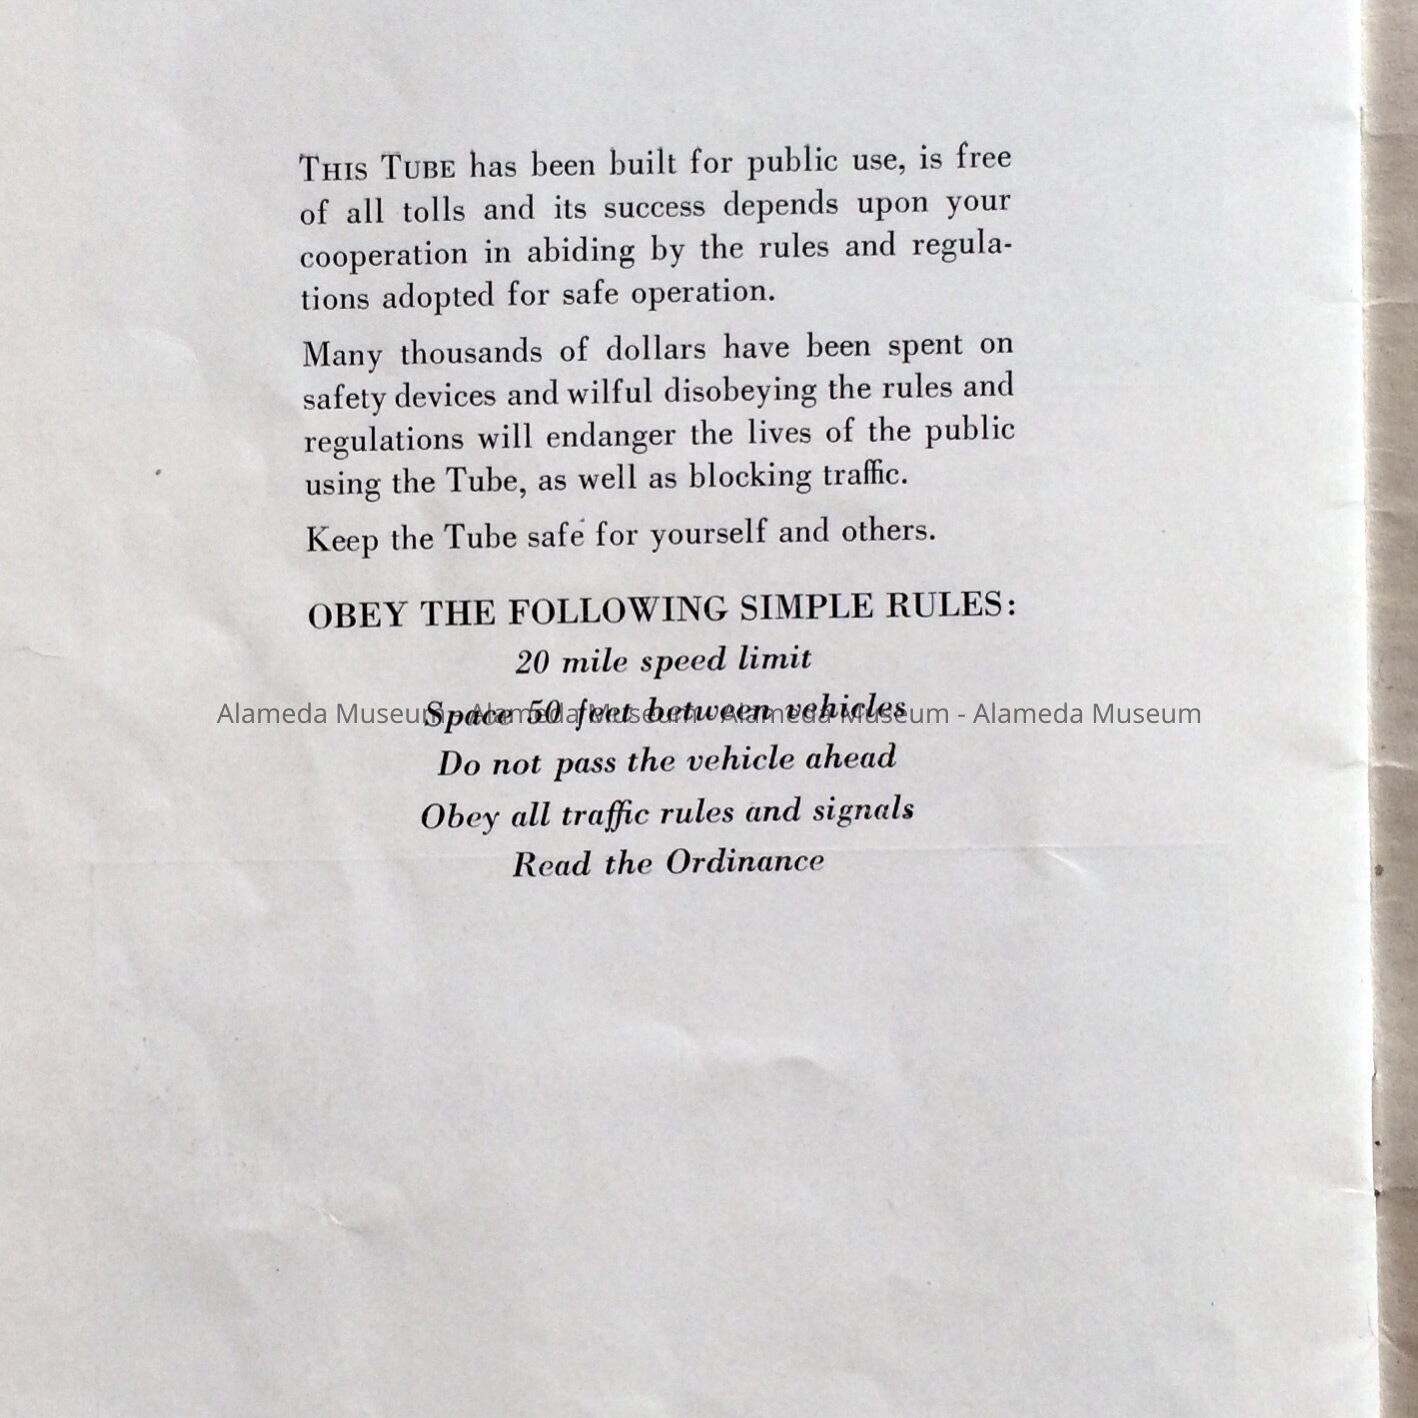 THIS TUBE has been built for public use, is free
of all tolls and its success depends upon your
cooperation in abiding by the rules and regula-
tions adopted for safe operation.
Many thousands of dollars have been spent on
safety devices and wilful disobeying the rules and
regulations will endanger the lives of the public
using the Tube, as well as blocking traffic.
Keep the Tube safe for yourself and others.
OBEY THE FOLLOWING SIMPLE RULES:
20 mile speed limit
Space 50 feet between vehicles
Alameda Museum - Alameda Museum - Alameda Museum - Alameda Museum
Do not pass the vehicle ahead
Obey all traffic rules and signals
Read the Ordinance